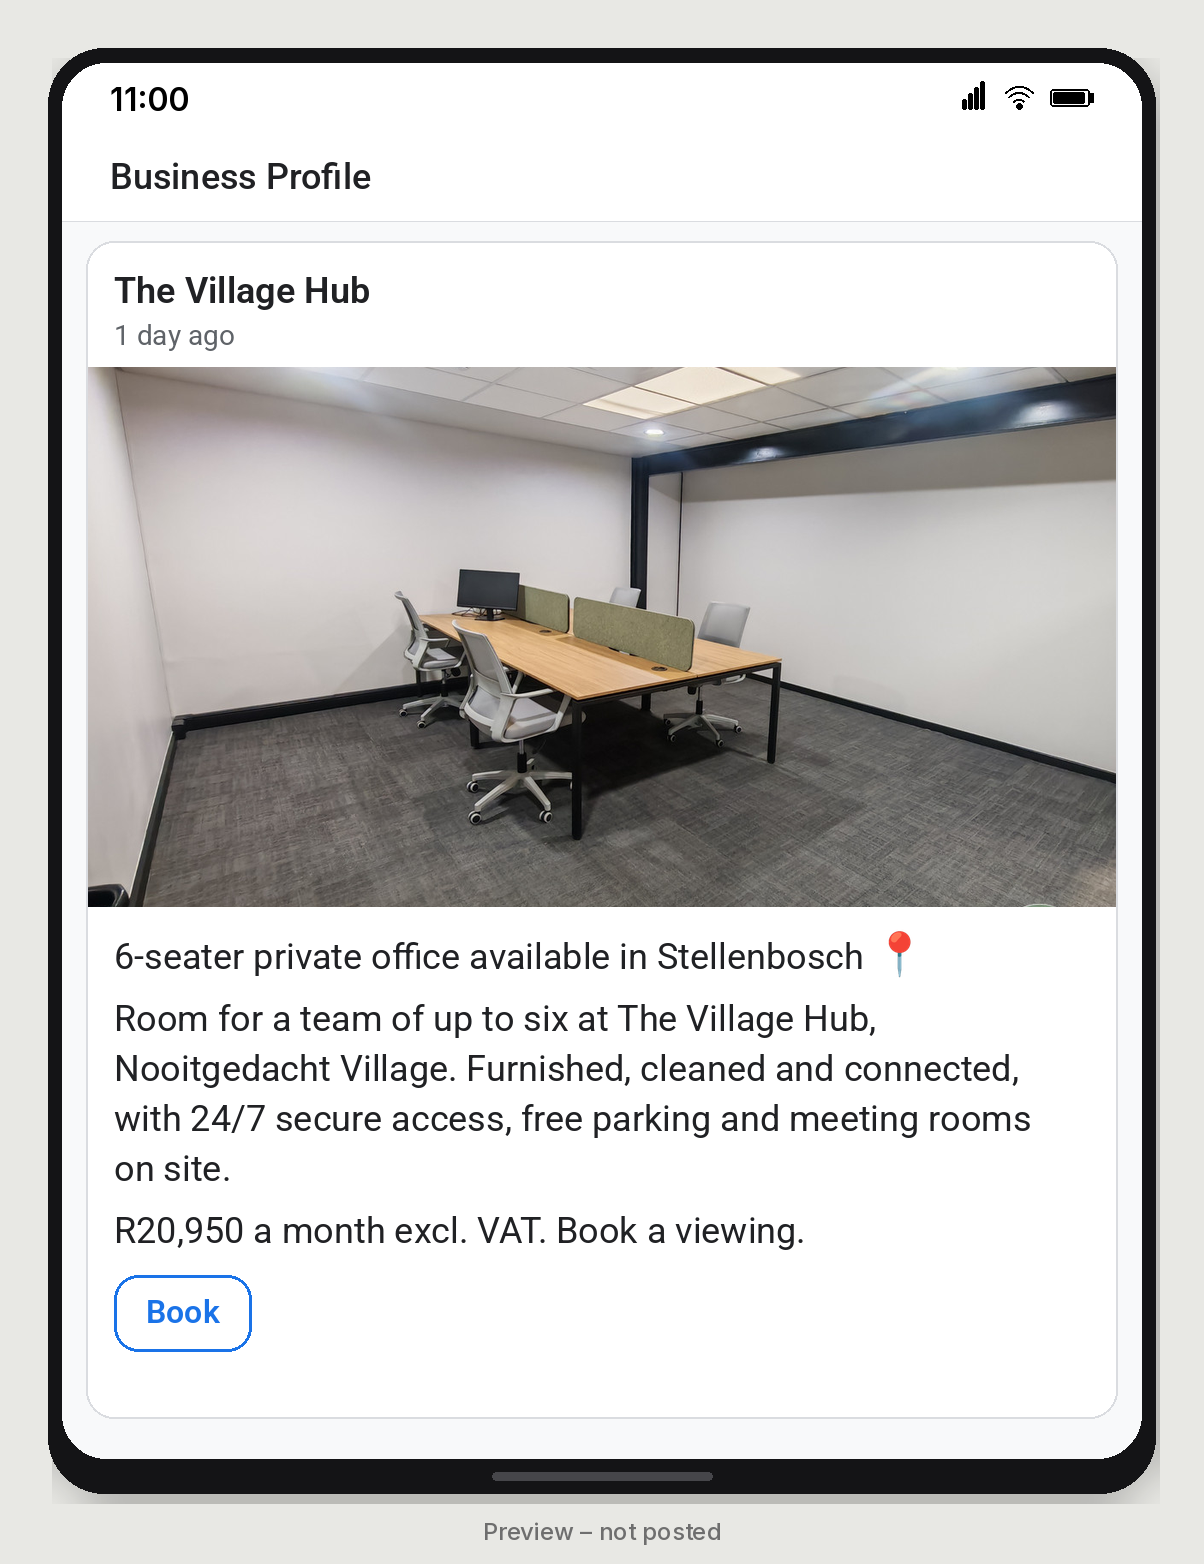 11:00
Business Profile
The Village Hub
1 day ago
6-seater private office available in Stellenbosch 📍
Room for a team of up to six at The Village Hub,
Nooitgedacht Village. Furnished, cleaned and connected,
with 24/7 secure access, free parking and meeting rooms
on site.
R20,950 a month excl. VAT. Book a viewing.
Book
Preview – not posted